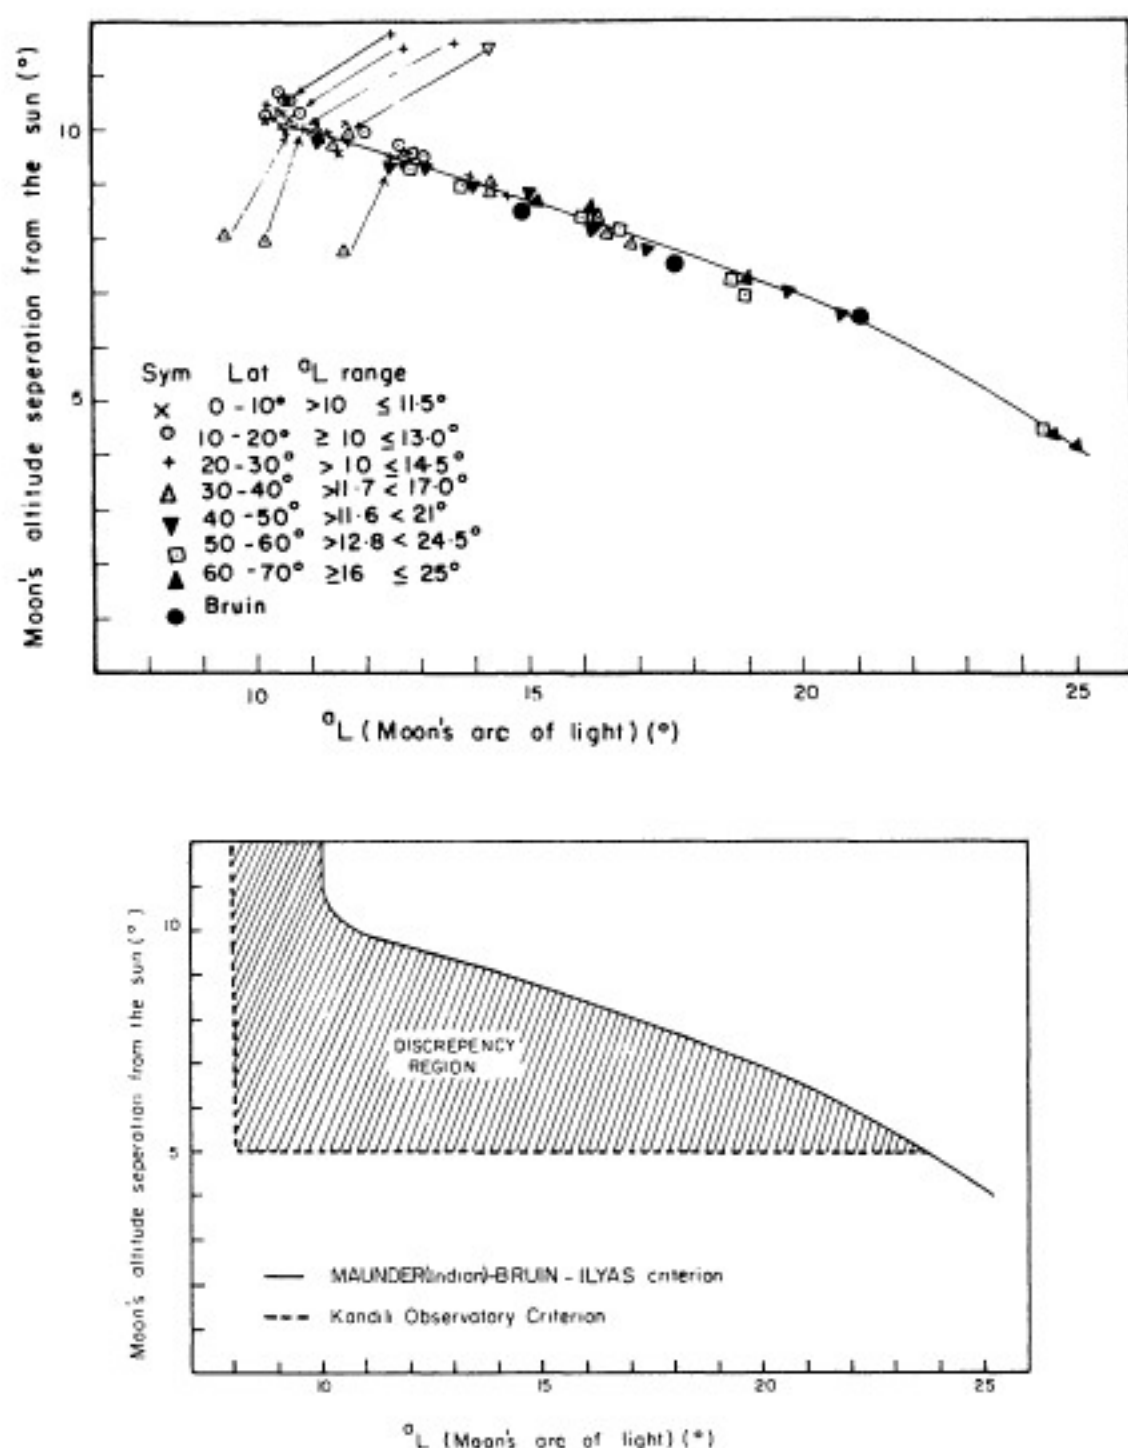 Moon's altitude seperation from the sun (°)
10
5
Sym Lat aL range
0-10° >10 ≤11·5°
10-20° ≥10 ≤13·0°
20-30° >10 ≤14·5°
30-40° >11·7 <17·0°
40-50° >11·6 <21°
50-60° >12·8 <24·5°
60-70° ≥16 ≤25°
Bruin
10 15 20 25
aL (Moon's arc of light) (°)
Moon's altitude seperation from the sun (°)
10
5
DISCREPENCY
REGION
MAUNDER(Indian)-BRUIN-ILYAS criterion
Kandili Observatory Criterion
10 15 20 25
aL (Moon's arc of light) (°)